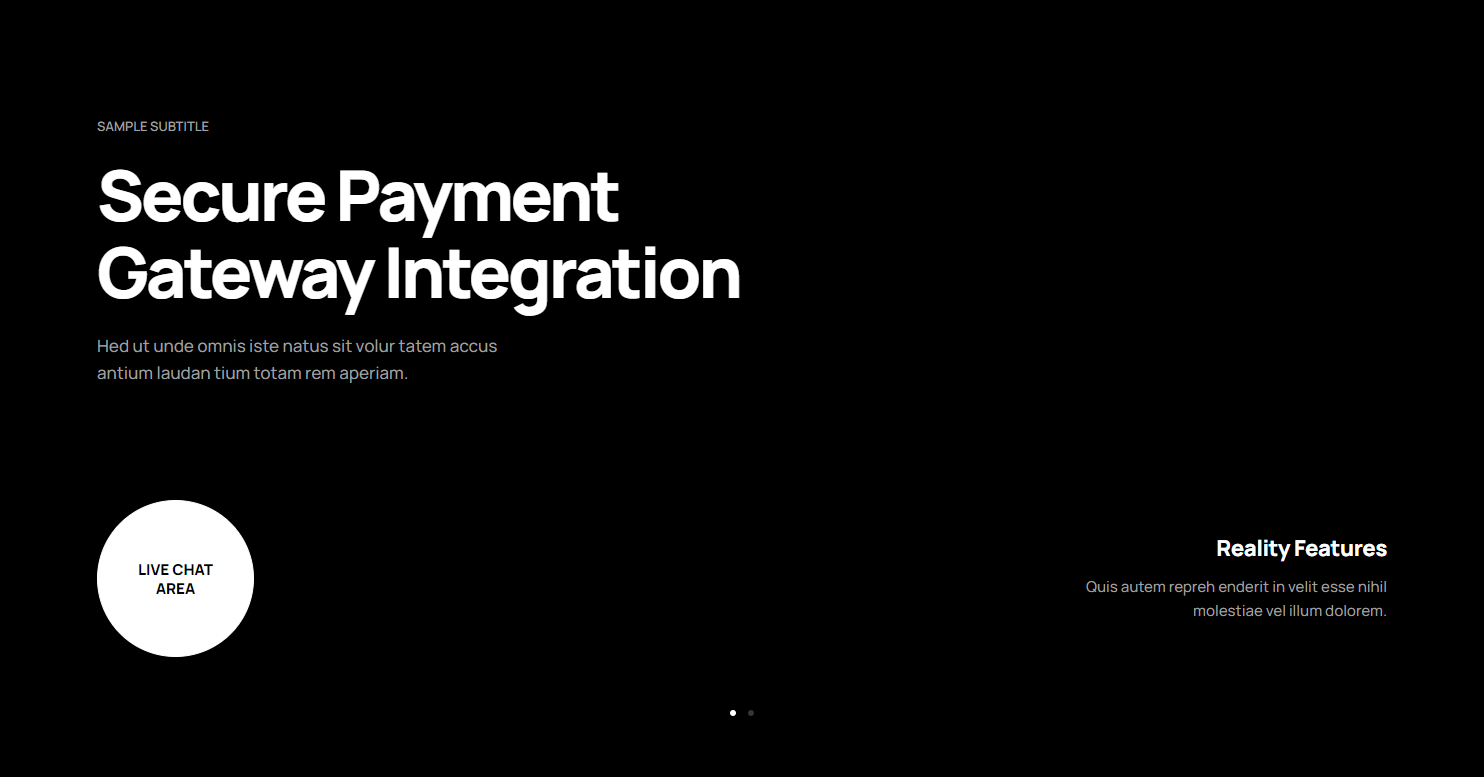 SAMPLE SUBTITLE
Secure Payment
Gateway Integration
Hed ut unde omnis iste natus sit volur tatem accus
antium laudan tium totam rem aperiam.
LIVE CHAT
AREA
Reality Features
Quis autem repreh enderit in velit esse nihil
molestiae vel illum dolorem.